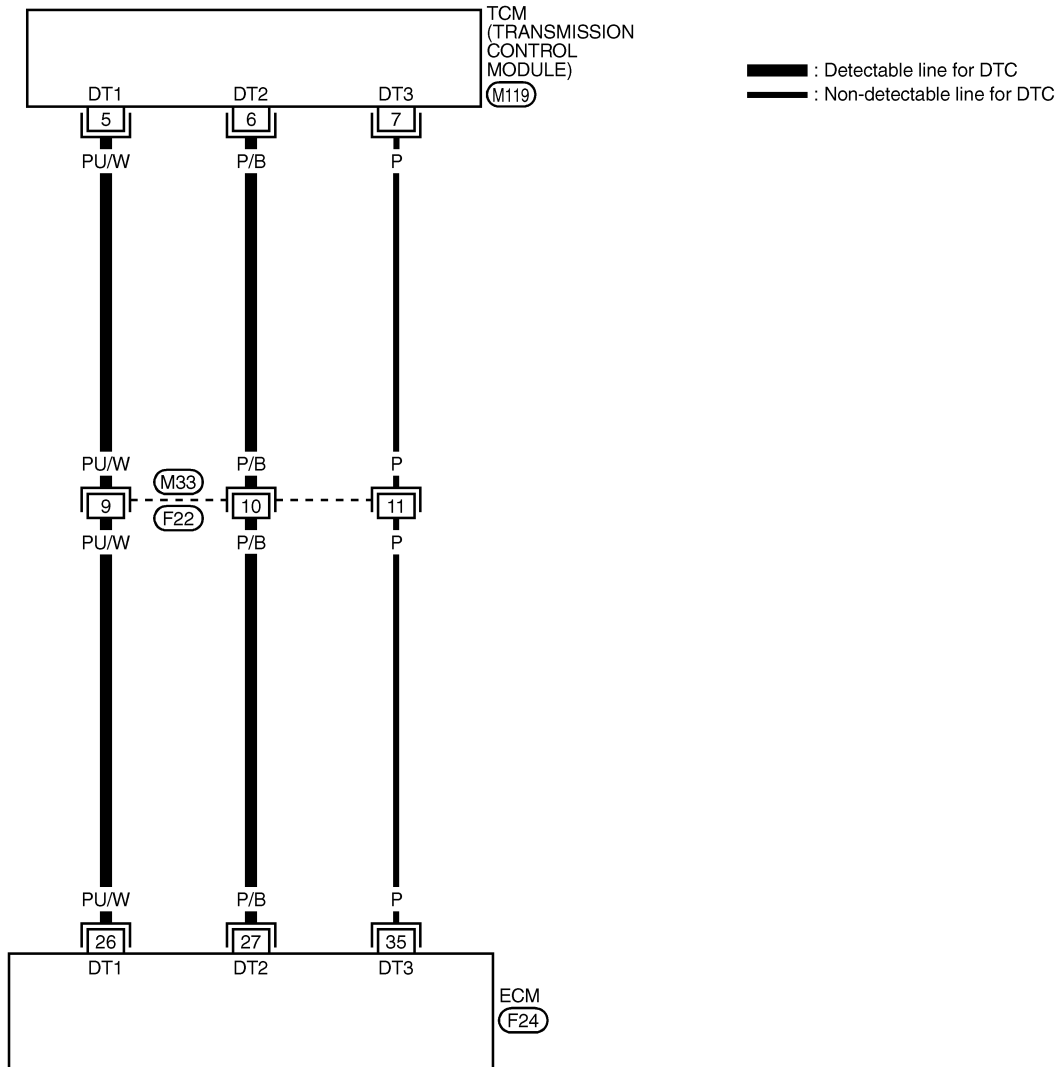 TCM
(TRANSMISSION
CONTROL
MODULE)
M119
DT1 DT2 DT3
5 6 7
PU/W P/B P
: Detectable line for DTC
: Non-detectable line for DTC
PU/W P/B P
M33
9 10 11
F22
PU/W P/B P
PU/W P/B P
26 27 35
DT1 DT2 DT3
ECM
F24